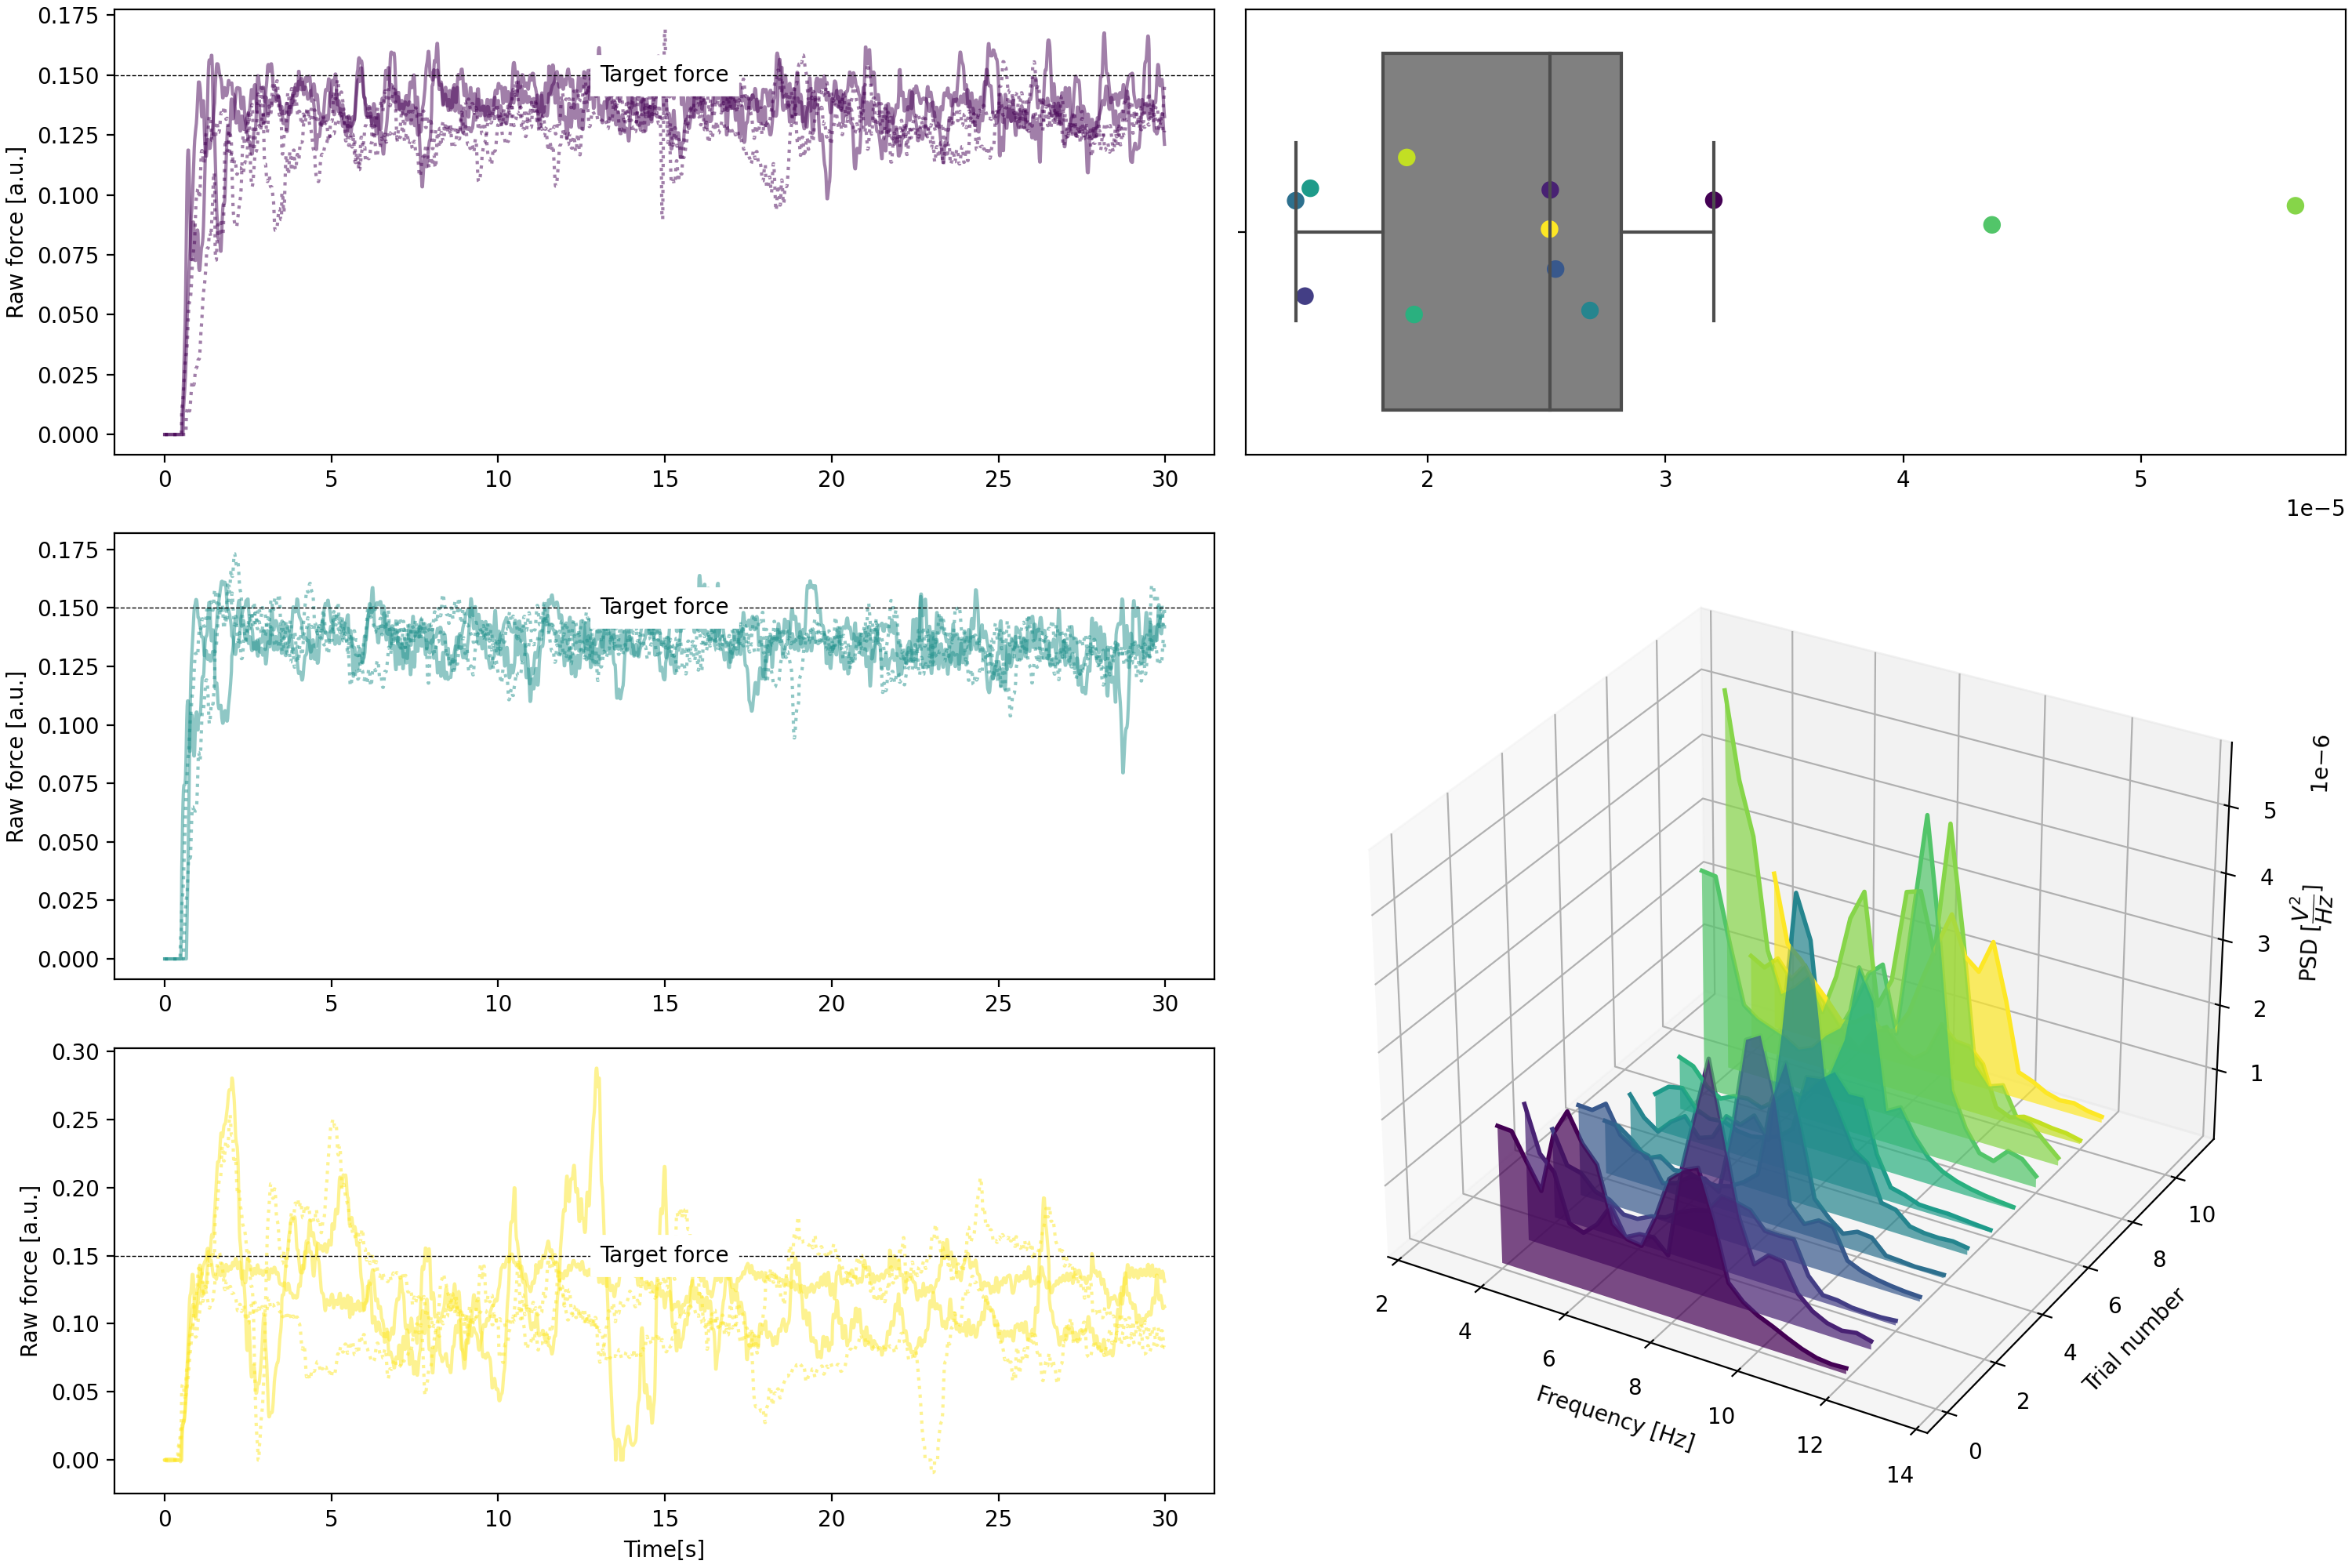 0.175
0.150
0.125
0.100
0.075
0.050
0.025
0.000
Raw force [a.u.]
Target force
0 5 10 15 20 25 30
2 3 4 5
1e−5
0.175
0.150
0.125
0.100
0.075
0.050
0.025
0.000
Raw force [a.u.]
Target force
0 5 10 15 20 25 30
0.30
0.25
0.20
0.15
0.10
0.05
0.00
Raw force [a.u.]
Target force
0 5 10 15 20 25 30
Time[s]
1e−6
5
4
3
2
1
PSD [V²/Hz]
2 4 6 8 10 12 14
Frequency [Hz]
0 2 4 6 8 10
Trial number